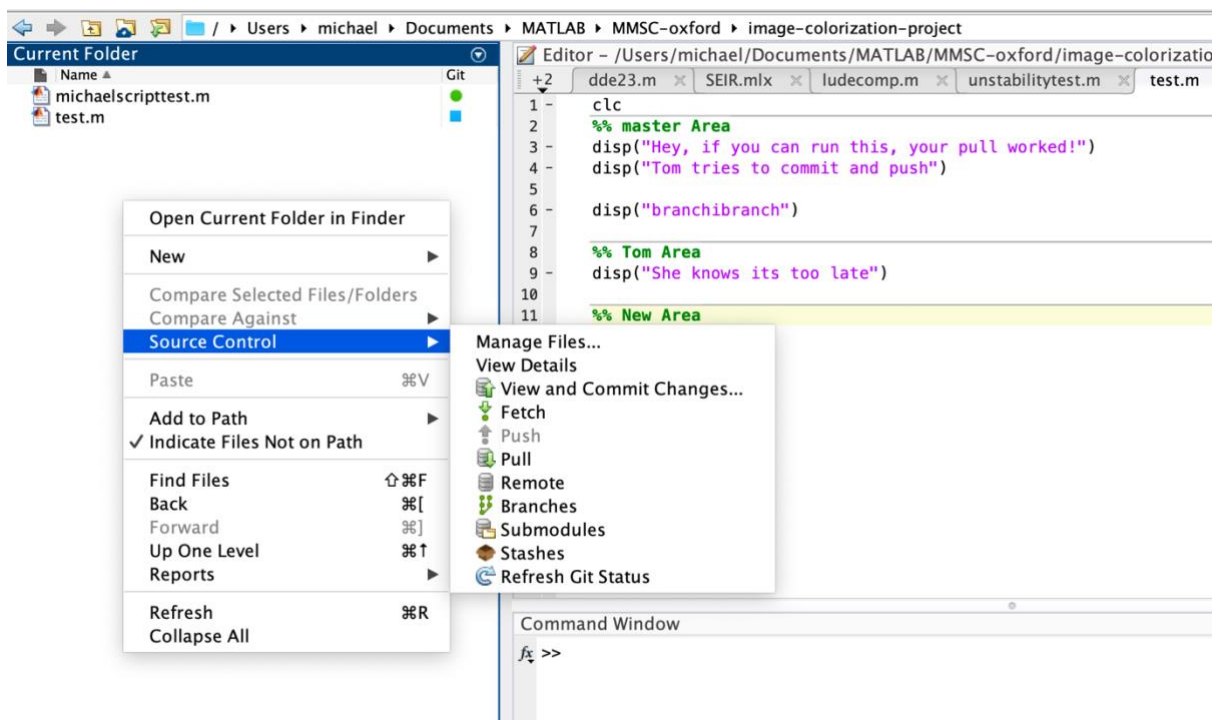 / ▸ Users ▸ michael ▸ Documents ▸ MATLAB ▸ MMSC-oxford ▸ image-colorization-project
Current Folder
Name ▲ Git
michaelscripttest.m
test.m
Open Current Folder in Finder
New ▶
Compare Selected Files/Folders
Compare Against ▶
Source Control ▶
Paste ⌘V
Add to Path ▶
✓ Indicate Files Not on Path
Find Files ⇧⌘F
Back ⌘[
Forward ⌘]
Up One Level ⌘↑
Reports ▶
Refresh ⌘R
Collapse All
Manage Files...
View Details
View and Commit Changes...
Fetch
Push
Pull
Remote
Branches
Submodules
Stashes
Refresh Git Status
Editor - /Users/michael/Documents/MATLAB/MMSC-oxford/image-colorizatio
+2 dde23.m × SEIR.mlx × ludecomp.m × unstabilitytest.m × test.m
1 - clc
2 %% master Area
3 - disp("Hey, if you can run this, your pull worked!")
4 - disp("Tom tries to commit and push")
5
6 - disp("branchibranch")
7
8 %% Tom Area
9 - disp("She knows its too late")
10
11 %% New Area
Command Window
fx >>